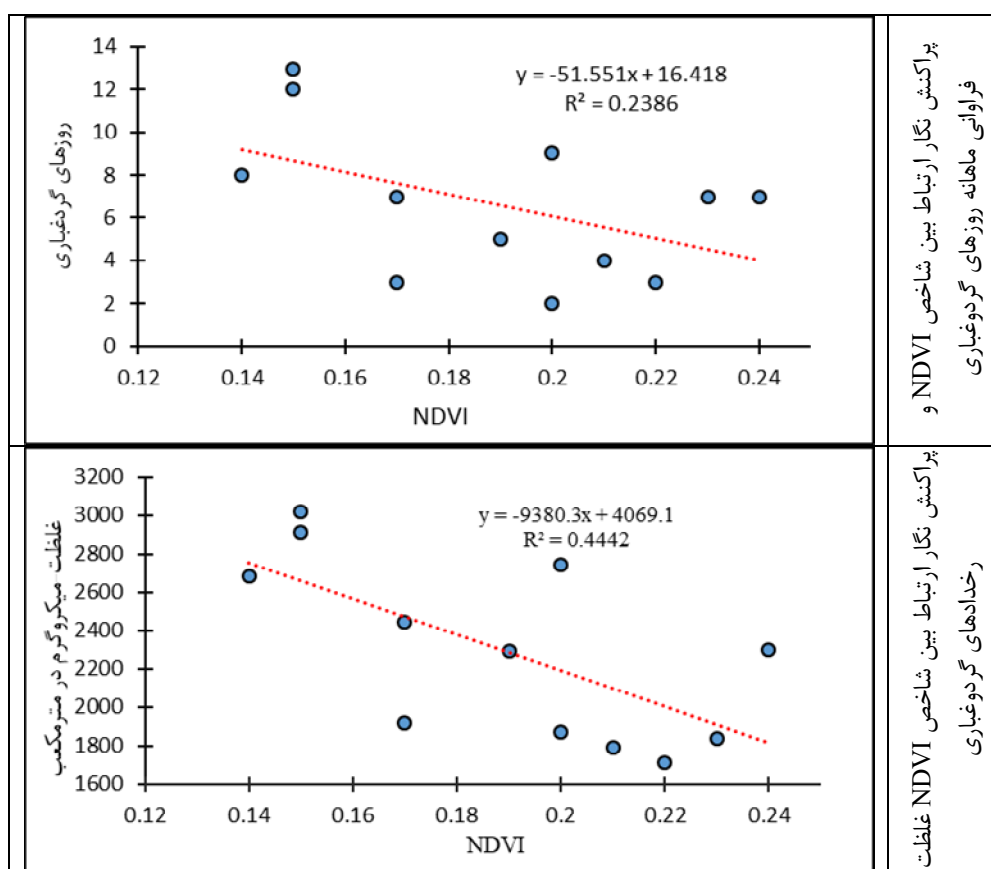 پراکنش نگار ارتباط بین شاخص NDVI و
فراوانی ماهانه روزهای گردوغباری
روزهای گردغباری
14
12
10
8
6
4
2
0
y = -51.551x + 16.418
R² = 0.2386
0.12 0.14 0.16 0.18 0.2 0.22 0.24
NDVI
پراکنش نگار ارتباط بین شاخص NDVI غلظت
رخدادهای گردوغباری
غلظت میکروگرم در مترمکعب
3200
3000
2800
2600
2400
2200
2000
1800
1600
y = -9380.3x + 4069.1
R² = 0.4442
0.12 0.14 0.16 0.18 0.2 0.22 0.24
NDVI